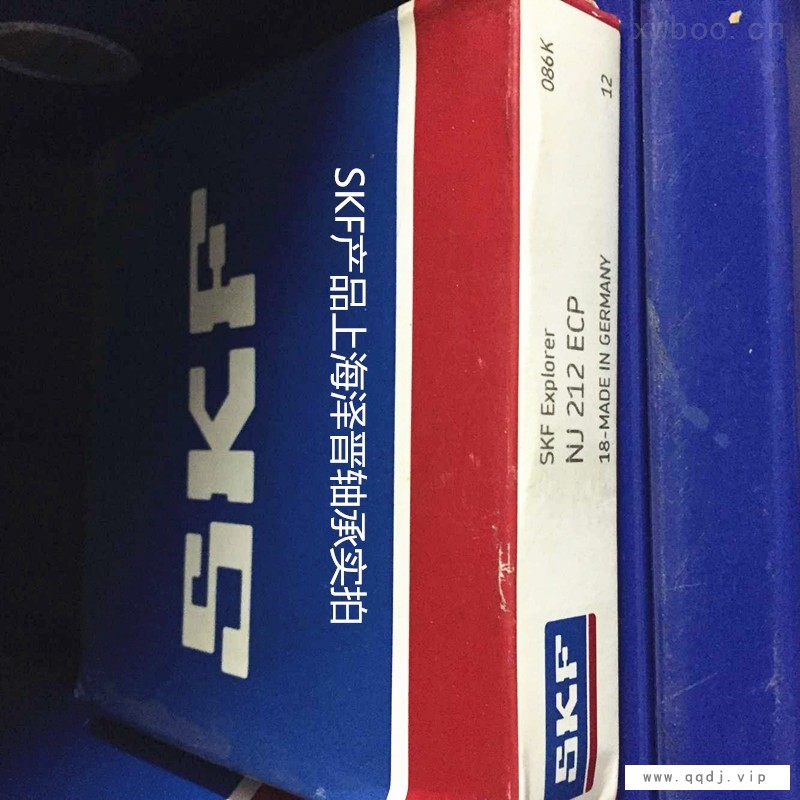 xwboo.cn
SKF
SKF产品上海泽晋轴承实拍
086K
12
SKF Explorer
NJ 212 ECP
18-MADE IN GERMANY
SKF
www.qqdj.vip